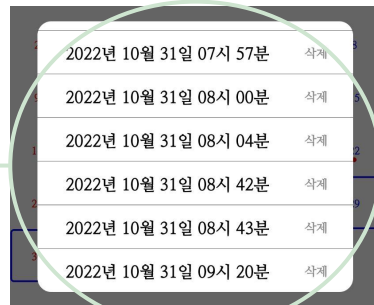 2022년 10월 31일 07시 57분 삭제
2022년 10월 31일 08시 00분 삭제
2022년 10월 31일 08시 04분 삭제
2022년 10월 31일 08시 42분 삭제
2022년 10월 31일 08시 43분 삭제
2022년 10월 31일 09시 20분 삭제